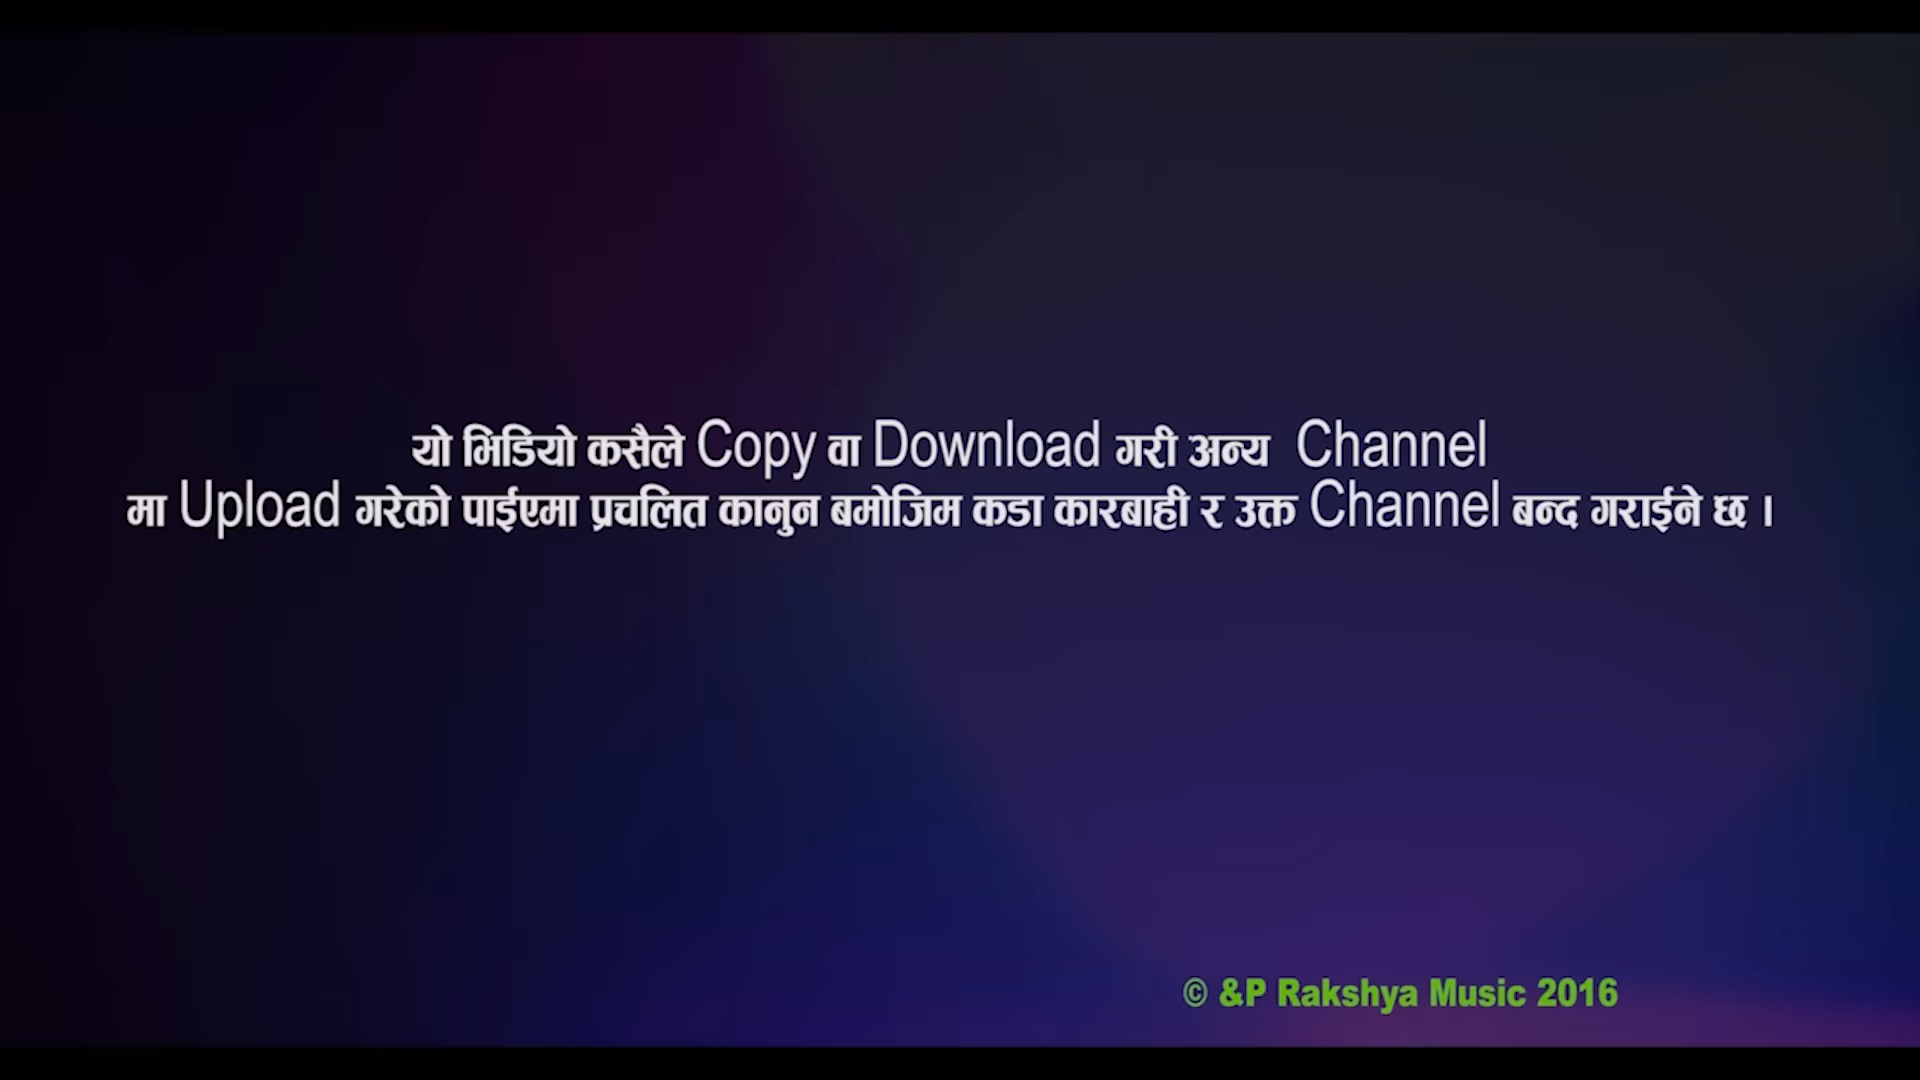 यो भिडियो कसैले Copy वा Download गरी अन्य Channel
मा Upload गरेको पाईएमा प्रचलित कानुन बमोजिम कडा कारबाही र उक्त Channel बन्द गराईने छ ।
© &P Rakshya Music 2016